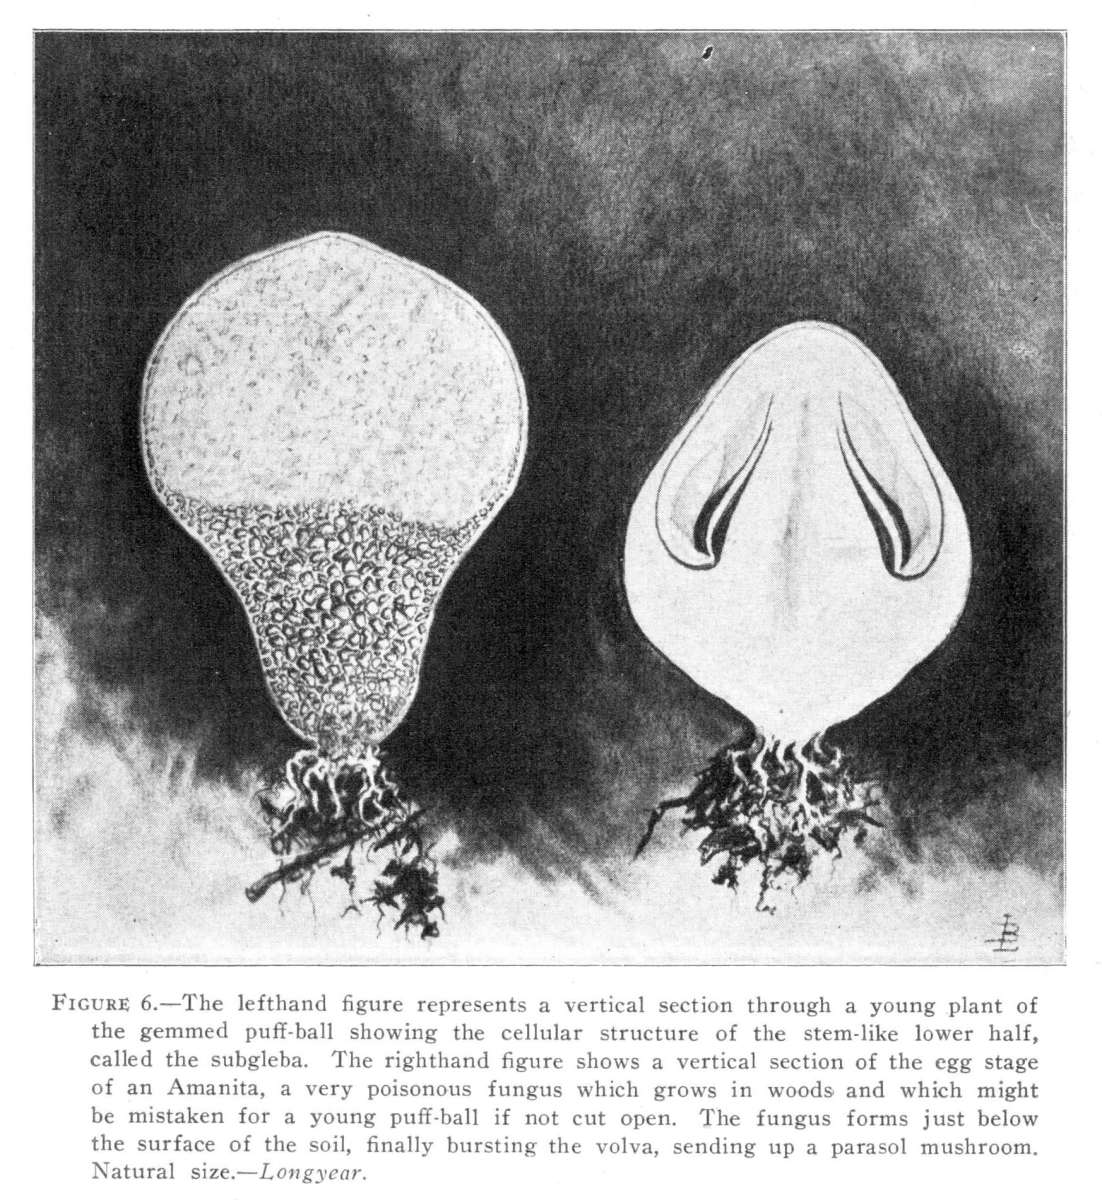 FIGURE 6.—The lefthand figure represents a vertical section through a young plant of
the gemmed puff-ball showing the cellular structure of the stem-like lower half,
called the subgleba. The righthand figure shows a vertical section of the egg stage
of an Amanita, a very poisonous fungus which grows in woods and which might
be mistaken for a young puff-ball if not cut open. The fungus forms just below
the surface of the soil, finally bursting the volva, sending up a parasol mushroom.
Natural size.—Longyear.